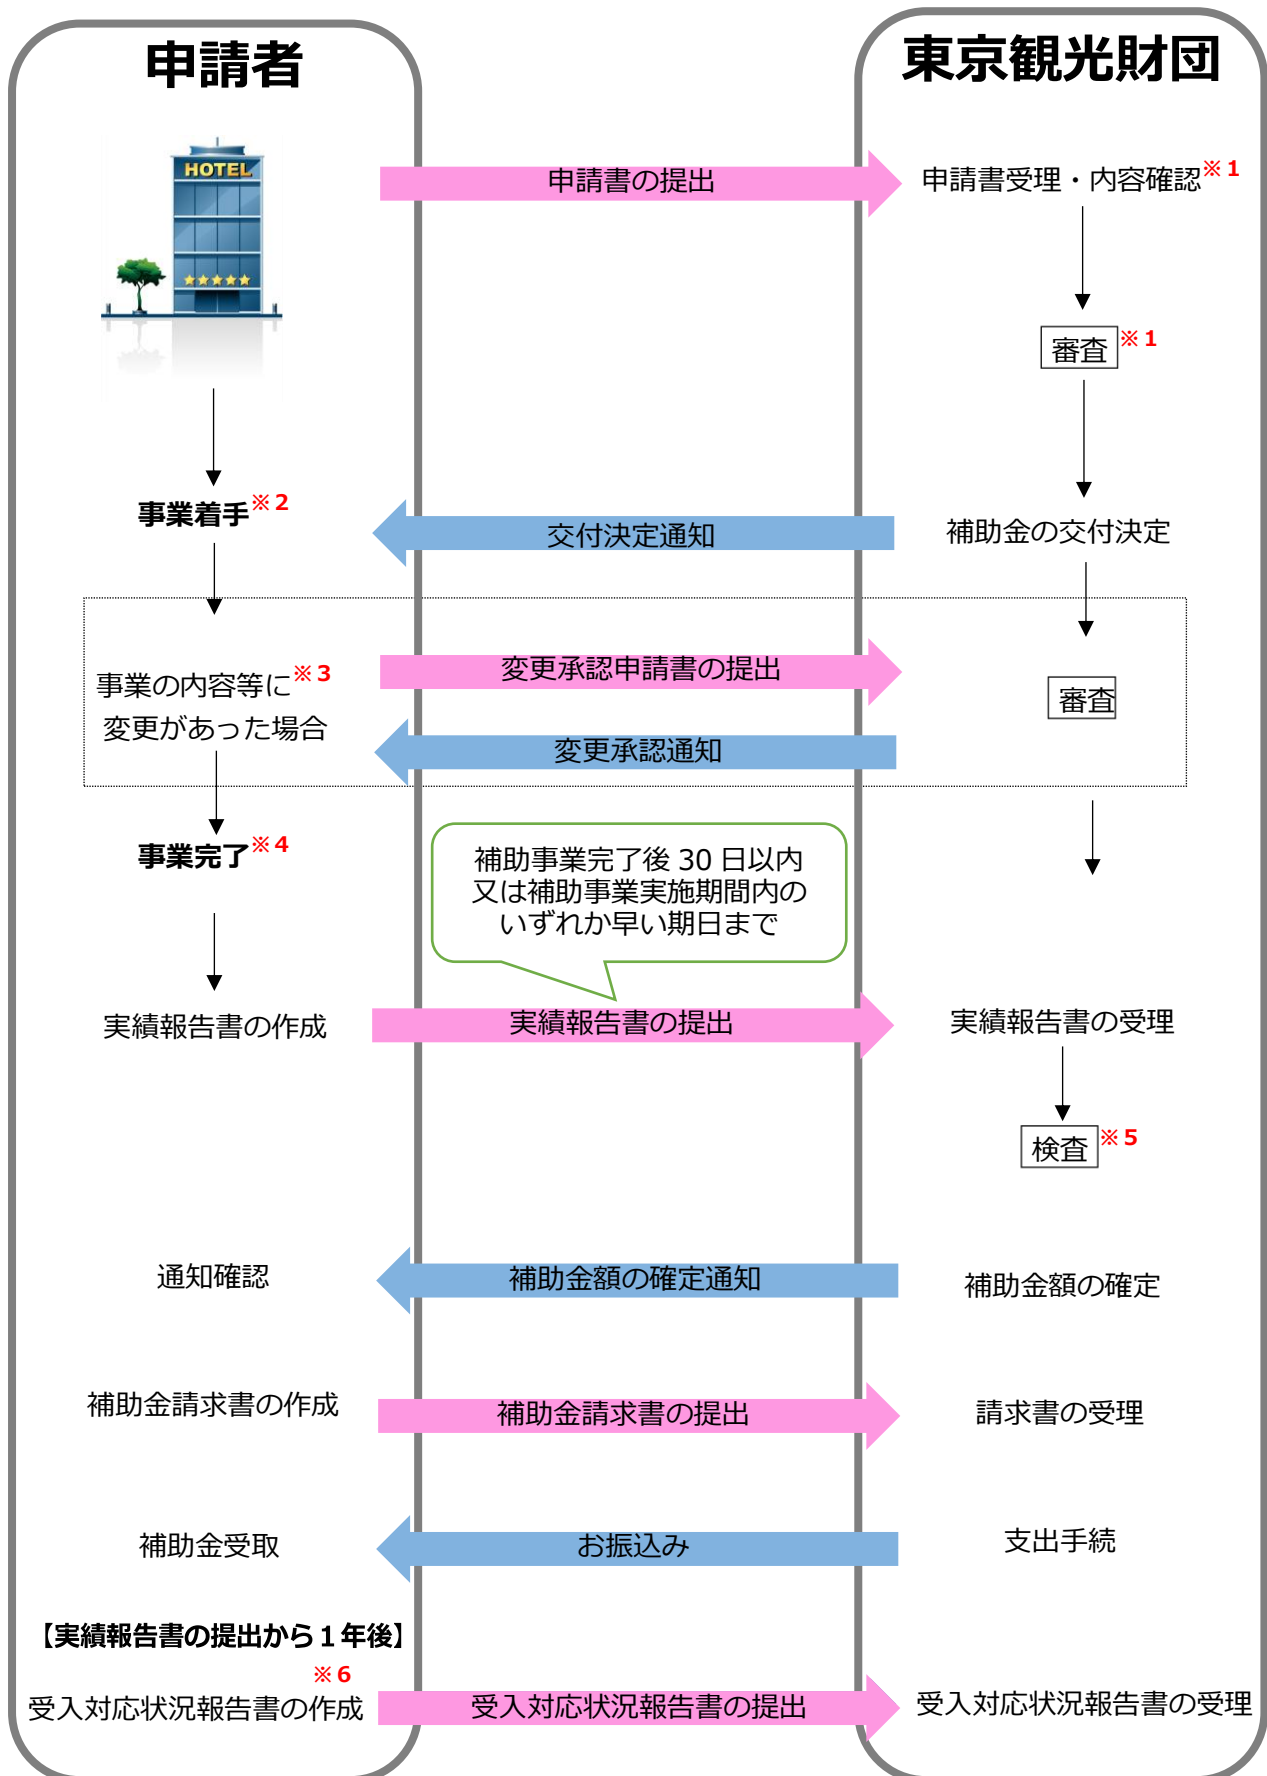 申請者
東京観光財団
HOTEL
申請書の提出
申請書受理・内容確認※1
審査※1
事業着手※2
交付決定通知
補助金の交付決定
事業の内容等に※3
変更があった場合
変更承認申請書の提出
審査
変更承認通知
事業完了※4
補助事業完了後 30 日以内
又は補助事業実施期間内の
いずれか早い期日まで
実績報告書の作成
実績報告書の提出
実績報告書の受理
検査※5
通知確認
補助金額の確定通知
補助金額の確定
補助金請求書の作成
補助金請求書の提出
請求書の受理
補助金受取
お振込み
支出手続
【実績報告書の提出から１年後】
※6
受入対応状況報告書の作成
受入対応状況報告書の提出
受入対応状況報告書の受理